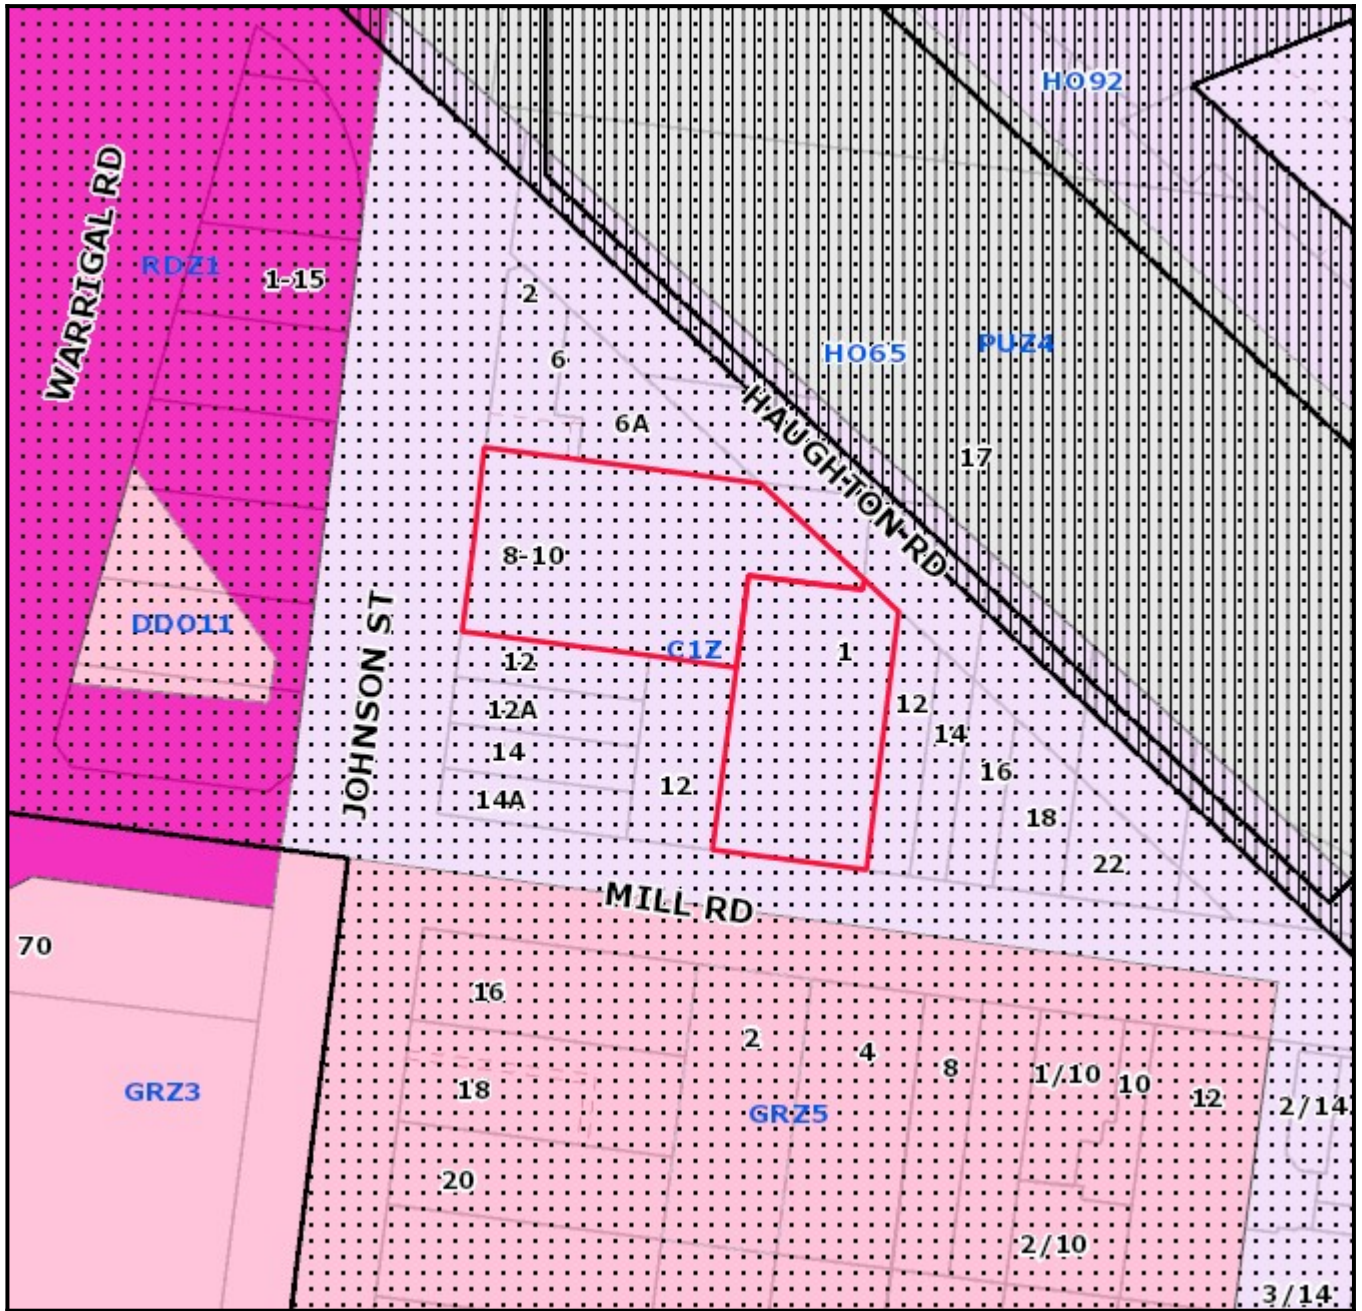 HO92
WARRIGAL RD
RDZ1
1-15
2
6
6A
HO65
PUZ4
17
HAUGHTON RD
8-10
DDO11
JOHNSON ST
C1Z
1
12
12A
14
14A
12
12
14
16
18
22
MILL RD
70
16
18
20
GRZ3
2
4
8
1/10
10
12
2/14
GRZ5
2/10
3/14